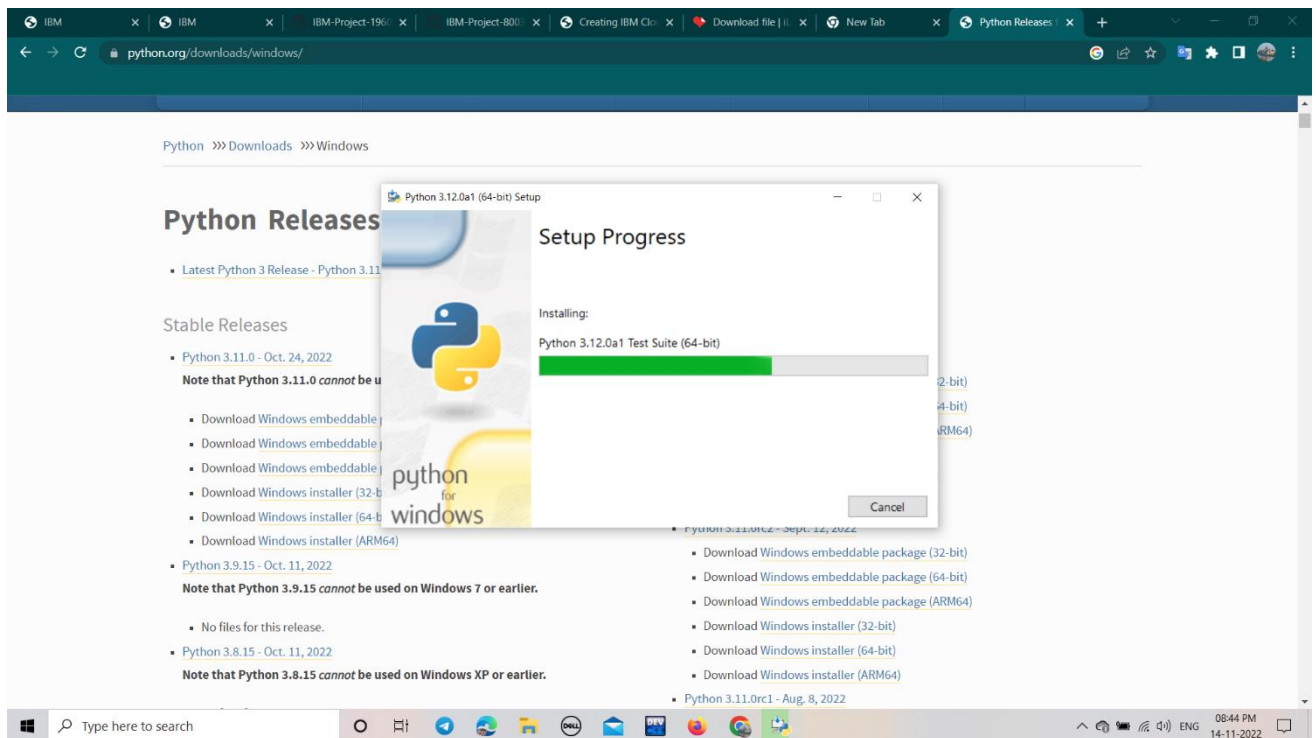 IBM
IBM
IBM-Project-1960
IBM-Project-8003
Creating IBM Clo
Download file | iL
New Tab
Python Releases f
python.org/downloads/windows/
Python >>> Downloads >>> Windows
Python Releases
Latest Python 3 Release - Python 3.11
Stable Releases
Python 3.11.0 - Oct. 24, 2022
Note that Python 3.11.0 cannot be u
Download Windows embeddable p
Download Windows embeddable p
Download Windows embeddable p
Download Windows installer (32-b
Download Windows installer (64-b
Download Windows installer (ARM64)
Python 3.9.15 - Oct. 11, 2022
Note that Python 3.9.15 cannot be used on Windows 7 or earlier.
No files for this release.
Python 3.8.15 - Oct. 11, 2022
Note that Python 3.8.15 cannot be used on Windows XP or earlier.
Python 3.12.0a1 (64-bit) Setup
Setup Progress
Installing:
Python 3.12.0a1 Test Suite (64-bit)
python
for
windows
Cancel
2-bit)
4-bit)
ARM64)
Python 3.11.0rc2 - Sept. 12, 2022
Download Windows embeddable package (32-bit)
Download Windows embeddable package (64-bit)
Download Windows embeddable package (ARM64)
Download Windows installer (32-bit)
Download Windows installer (64-bit)
Download Windows installer (ARM64)
Python 3.11.0rc1 - Aug. 8, 2022
Type here to search
DELL
DEV
ENG
08:44 PM
14-11-2022